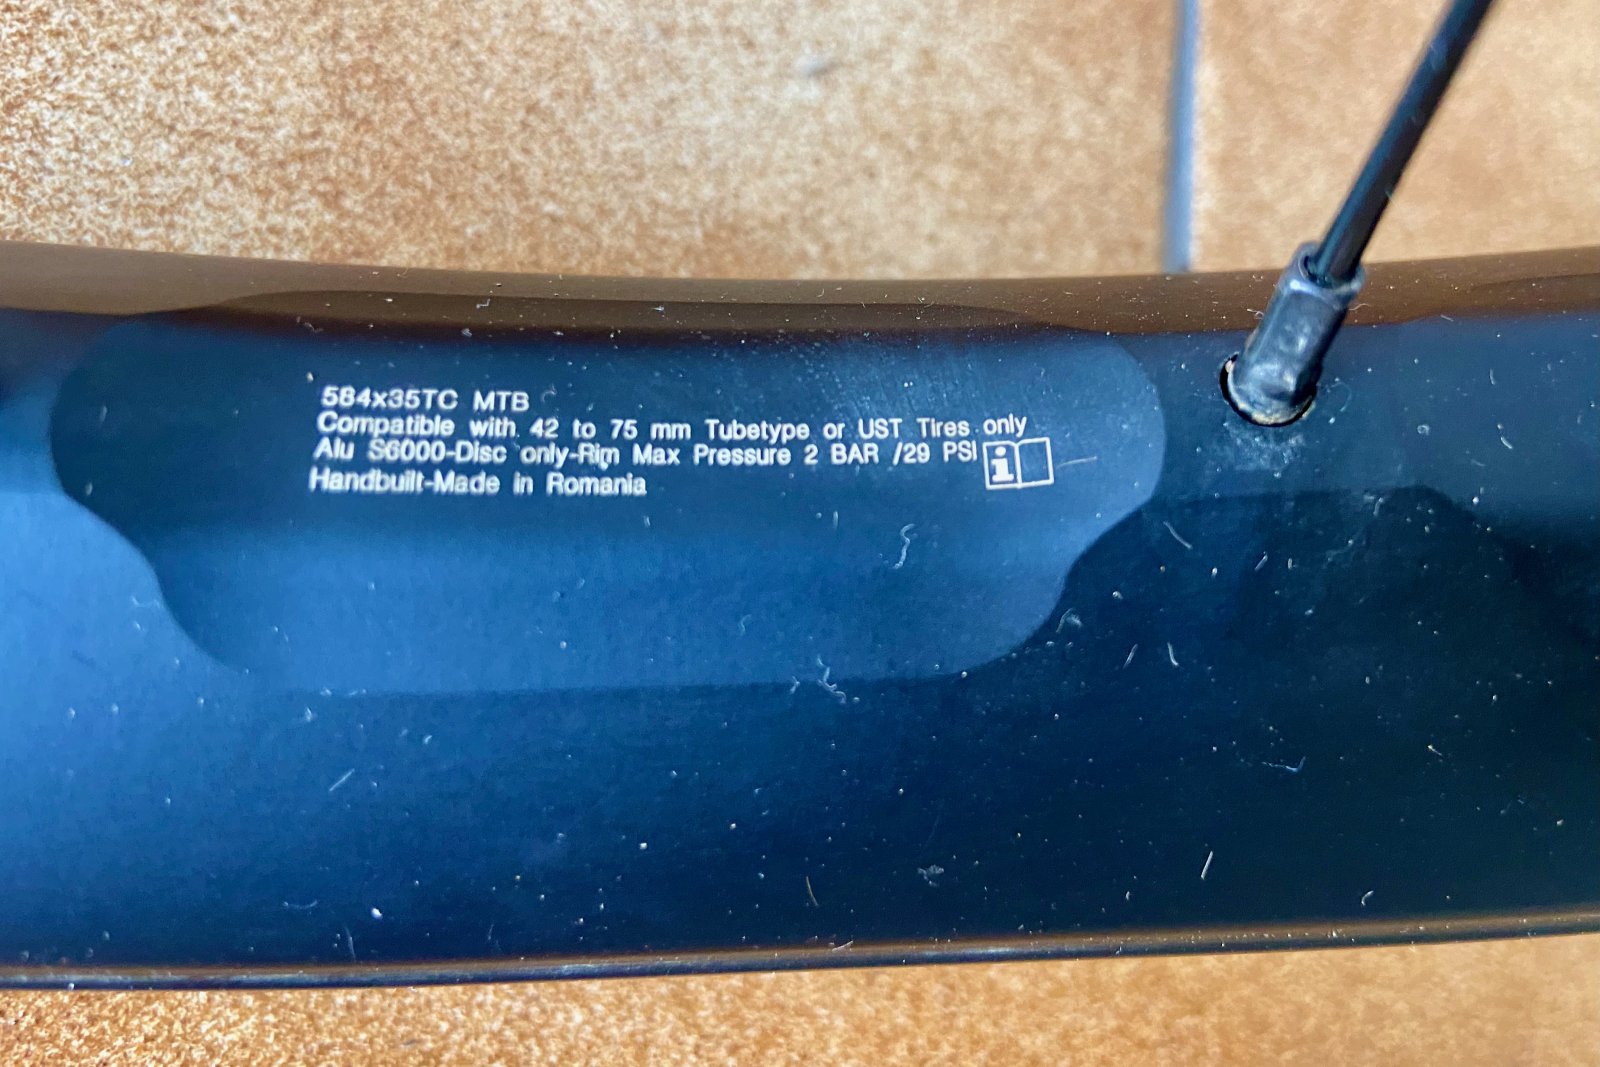 584x35TC MTB
Compatible with 42 to 75 mm Tubetype or UST Tires only
Alu S6000-Disc only-Rim Max Pressure 2 BAR /29 PSI i
Handbuilt-Made in Romania